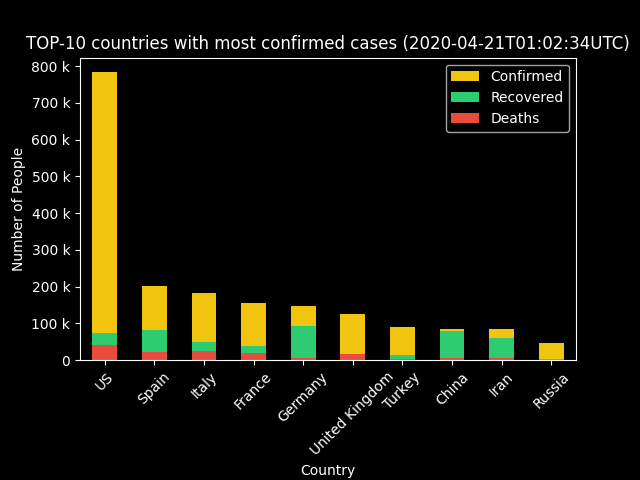 TOP-10 countries with most confirmed cases (2020-04-21T01:02:34UTC)
Confirmed
Recovered
Deaths
Number of People
800 k
700 k
600 k
500 k
400 k
300 k
200 k
100 k
0
US
Spain
Italy
France
Germany
United Kingdom
Turkey
China
Iran
Russia
Country